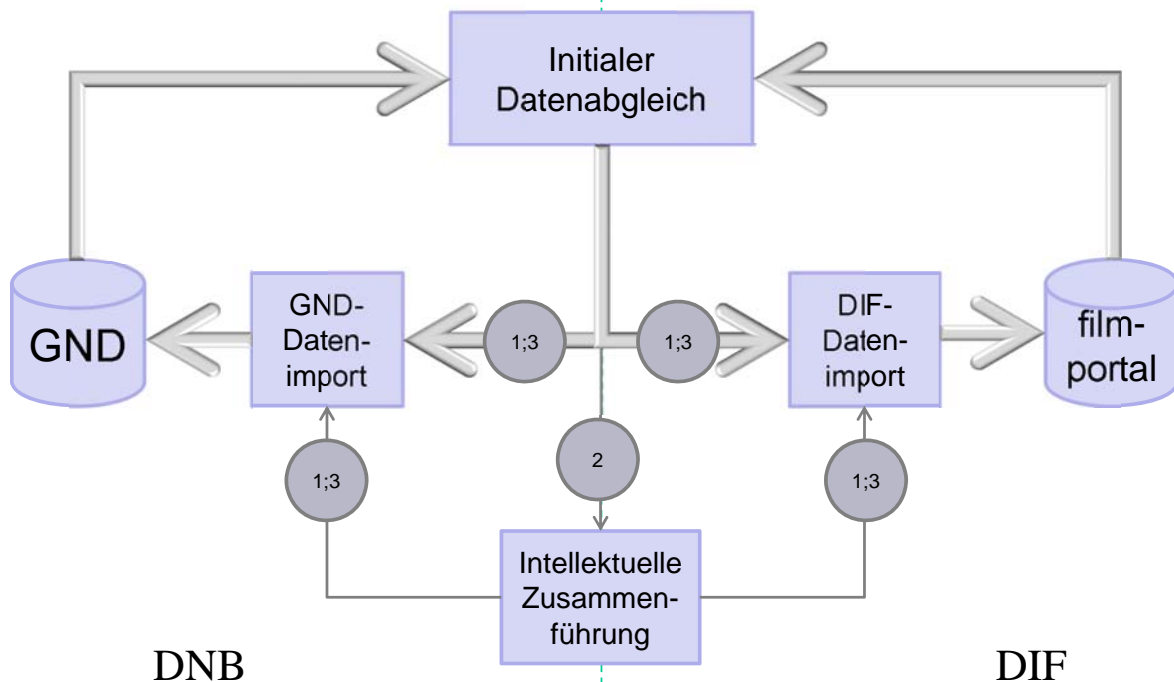 Initialer
Datenabgleich
GND
GND-
Daten-
import
1;3
1;3
DIF-
Daten-
import
film-
portal
1;3
2
1;3
Intellektuelle
Zusammen-
führung
DNB
DIF